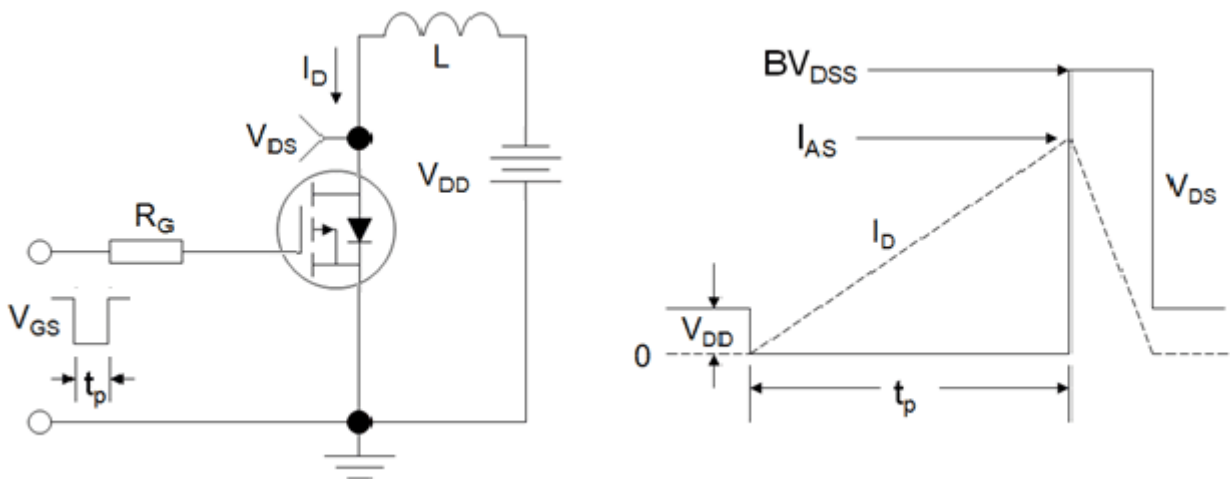 L
I_D
V_DS
V_DD
R_G
V_GS
t_p
BV_DSS
I_AS
V_DS
I_D
V_DD
0
t_p